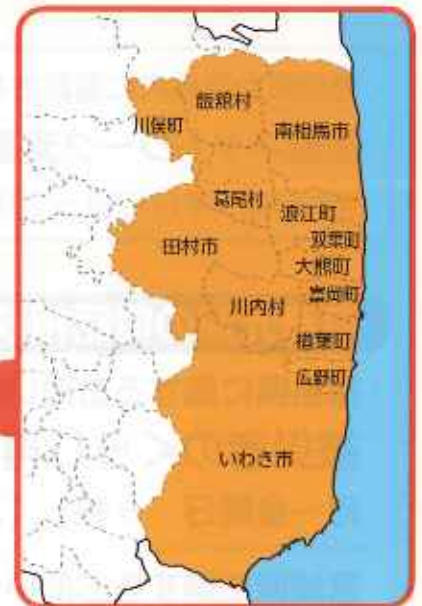 飯舘村
川俣町
南相馬市
葛尾村
浪江町
双葉町
田村市
大熊町
富岡町
川内村
楢葉町
広野町
いわき市